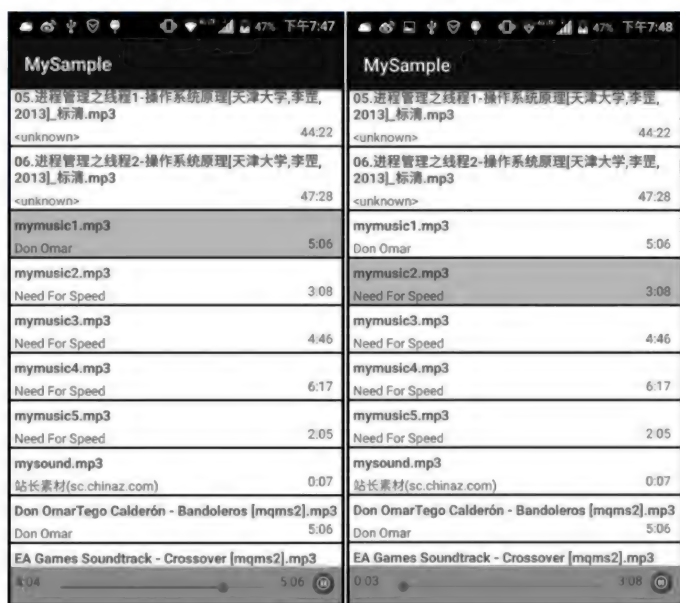 47% 下午7:47
MySample
05.进程管理之线程1-操作系统原理[天津大学,李罡,
2013]_标清.mp3
<unknown> 44:22
06.进程管理之线程2-操作系统原理[天津大学,李罡,
2013]_标清.mp3
<unknown> 47:28
mymusic1.mp3
Don Omar 5:06
mymusic2.mp3
Need For Speed 3:08
mymusic3.mp3
Need For Speed 4:46
mymusic4.mp3
Need For Speed 6:17
mymusic5.mp3
Need For Speed 2:05
mysound.mp3
站长素材(sc.chinaz.com) 0:07
Don OmarTego Calderón - Bandoleros [mqms2].mp3
Don Omar 5:06
EA Games Soundtrack - Crossover [mqms2].mp3
4:04 5:06
47% 下午7:48
MySample
05.进程管理之线程1-操作系统原理[天津大学,李罡,
2013]_标清.mp3
<unknown> 44:22
06.进程管理之线程2-操作系统原理[天津大学,李罡,
2013]_标清.mp3
<unknown> 47:28
mymusic1.mp3
Don Omar 5:06
mymusic2.mp3
Need For Speed 3:08
mymusic3.mp3
Need For Speed 4:46
mymusic4.mp3
Need For Speed 6:17
mymusic5.mp3
Need For Speed 2:05
mysound.mp3
站长素材(sc.chinaz.com) 0:07
Don OmarTego Calderón - Bandoleros [mqms2].mp3
Don Omar 5:06
EA Games Soundtrack - Crossover [mqms2].mp3
0:03 3:08